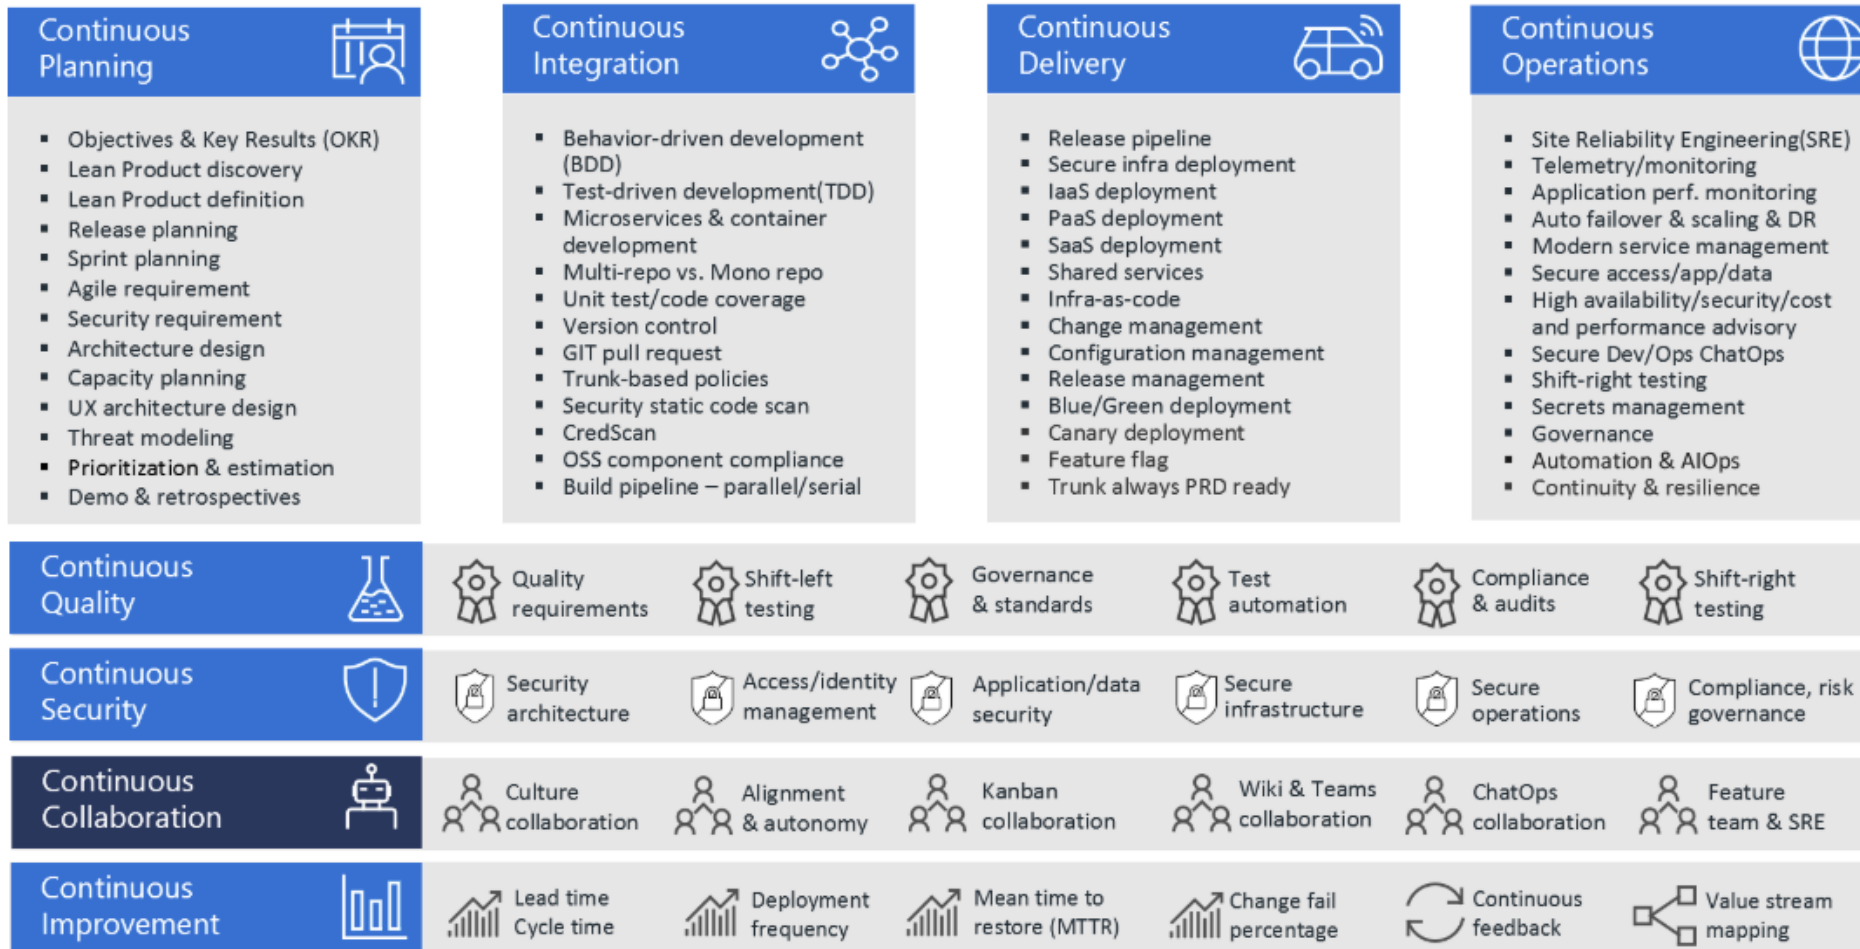 Continuous
Planning
▪ Objectives & Key Results (OKR)
▪ Lean Product discovery
▪ Lean Product definition
▪ Release planning
▪ Sprint planning
▪ Agile requirement
▪ Security requirement
▪ Architecture design
▪ Capacity planning
▪ UX architecture design
▪ Threat modeling
▪ Prioritization & estimation
▪ Demo & retrospectives
Continuous
Integration
▪ Behavior-driven development
(BDD)
▪ Test-driven development(TDD)
▪ Microservices & container
development
▪ Multi-repo vs. Mono repo
▪ Unit test/code coverage
▪ Version control
▪ GIT pull request
▪ Trunk-based policies
▪ Security static code scan
▪ CredScan
▪ OSS component compliance
▪ Build pipeline – parallel/serial
Continuous
Delivery
▪ Release pipeline
▪ Secure infra deployment
▪ IaaS deployment
▪ PaaS deployment
▪ SaaS deployment
▪ Shared services
▪ Infra-as-code
▪ Change management
▪ Configuration management
▪ Release management
▪ Blue/Green deployment
▪ Canary deployment
▪ Feature flag
▪ Trunk always PRD ready
Continuous
Operations
▪ Site Reliability Engineering(SRE)
▪ Telemetry/monitoring
▪ Application perf. monitoring
▪ Auto failover & scaling & DR
▪ Modern service management
▪ Secure access/app/data
▪ High availability/security/cost
and performance advisory
▪ Secure Dev/Ops ChatOps
▪ Shift-right testing
▪ Secrets management
▪ Governance
▪ Automation & AIOps
▪ Continuity & resilience
Continuous
Quality
Quality
requirements
Shift-left
testing
Governance
& standards
Test
automation
Compliance
& audits
Shift-right
testing
Continuous
Security
Security
architecture
Access/identity
management
Application/data
security
Secure
infrastructure
Secure
operations
Compliance, risk
governance
Continuous
Collaboration
Culture
collaboration
Alignment
& autonomy
Kanban
collaboration
Wiki & Teams
collaboration
ChatOps
collaboration
Feature
team & SRE
Continuous
Improvement
Lead time
Cycle time
Deployment
frequency
Mean time to
restore (MTTR)
Change fail
percentage
Continuous
feedback
Value stream
mapping